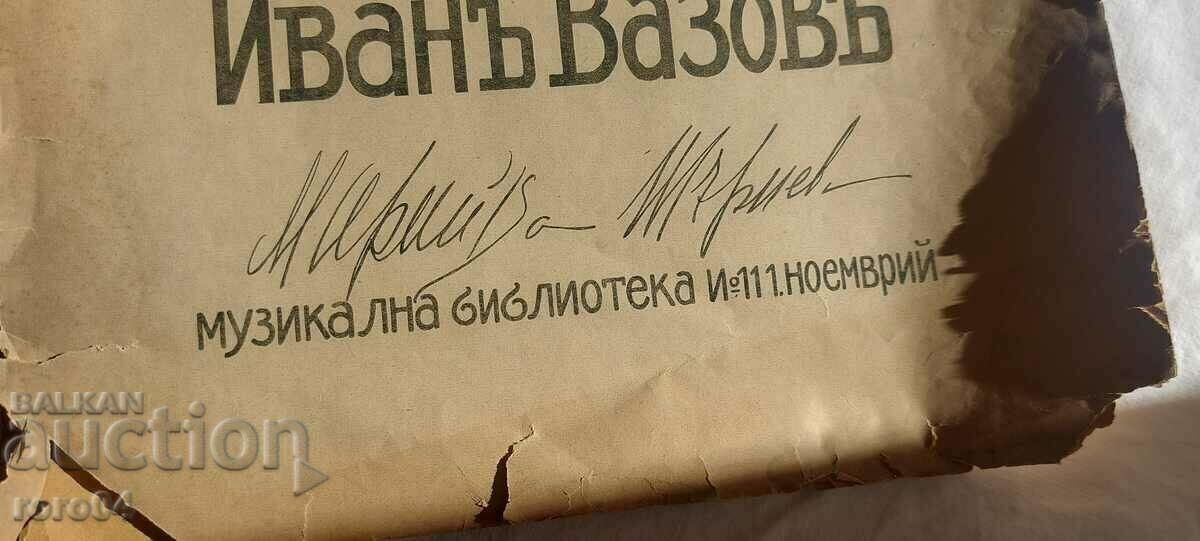 Иванъ Вазовъ
музикална библиотека №111.ноемврий
BALKAN
auction
roro04